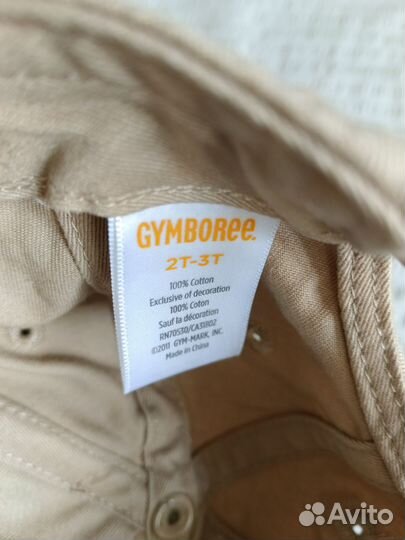 GYMBOREE.
2T-3T
100% Cotton
Exclusive of decoration
100% Coton
Sauf la décoration
RN70530/CA31802
©2011 GYM-MARK, INC.
Made in China
Avito